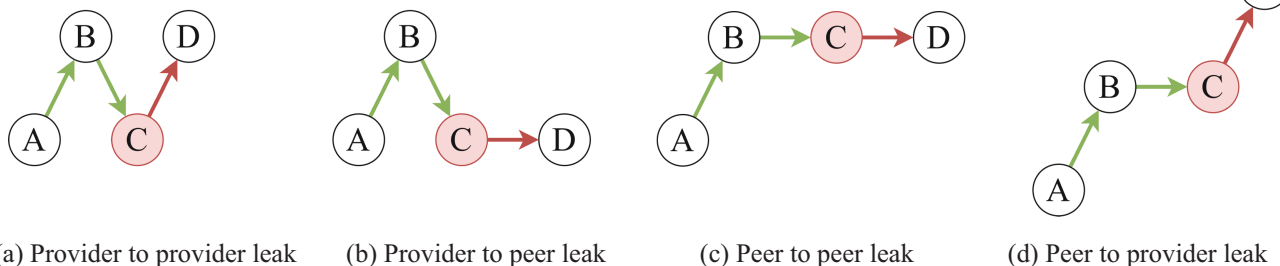 B D B B C D
B C
A C A C D A
A
(a) Provider to provider leak (b) Provider to peer leak (c) Peer to peer leak (d) Peer to provider leak